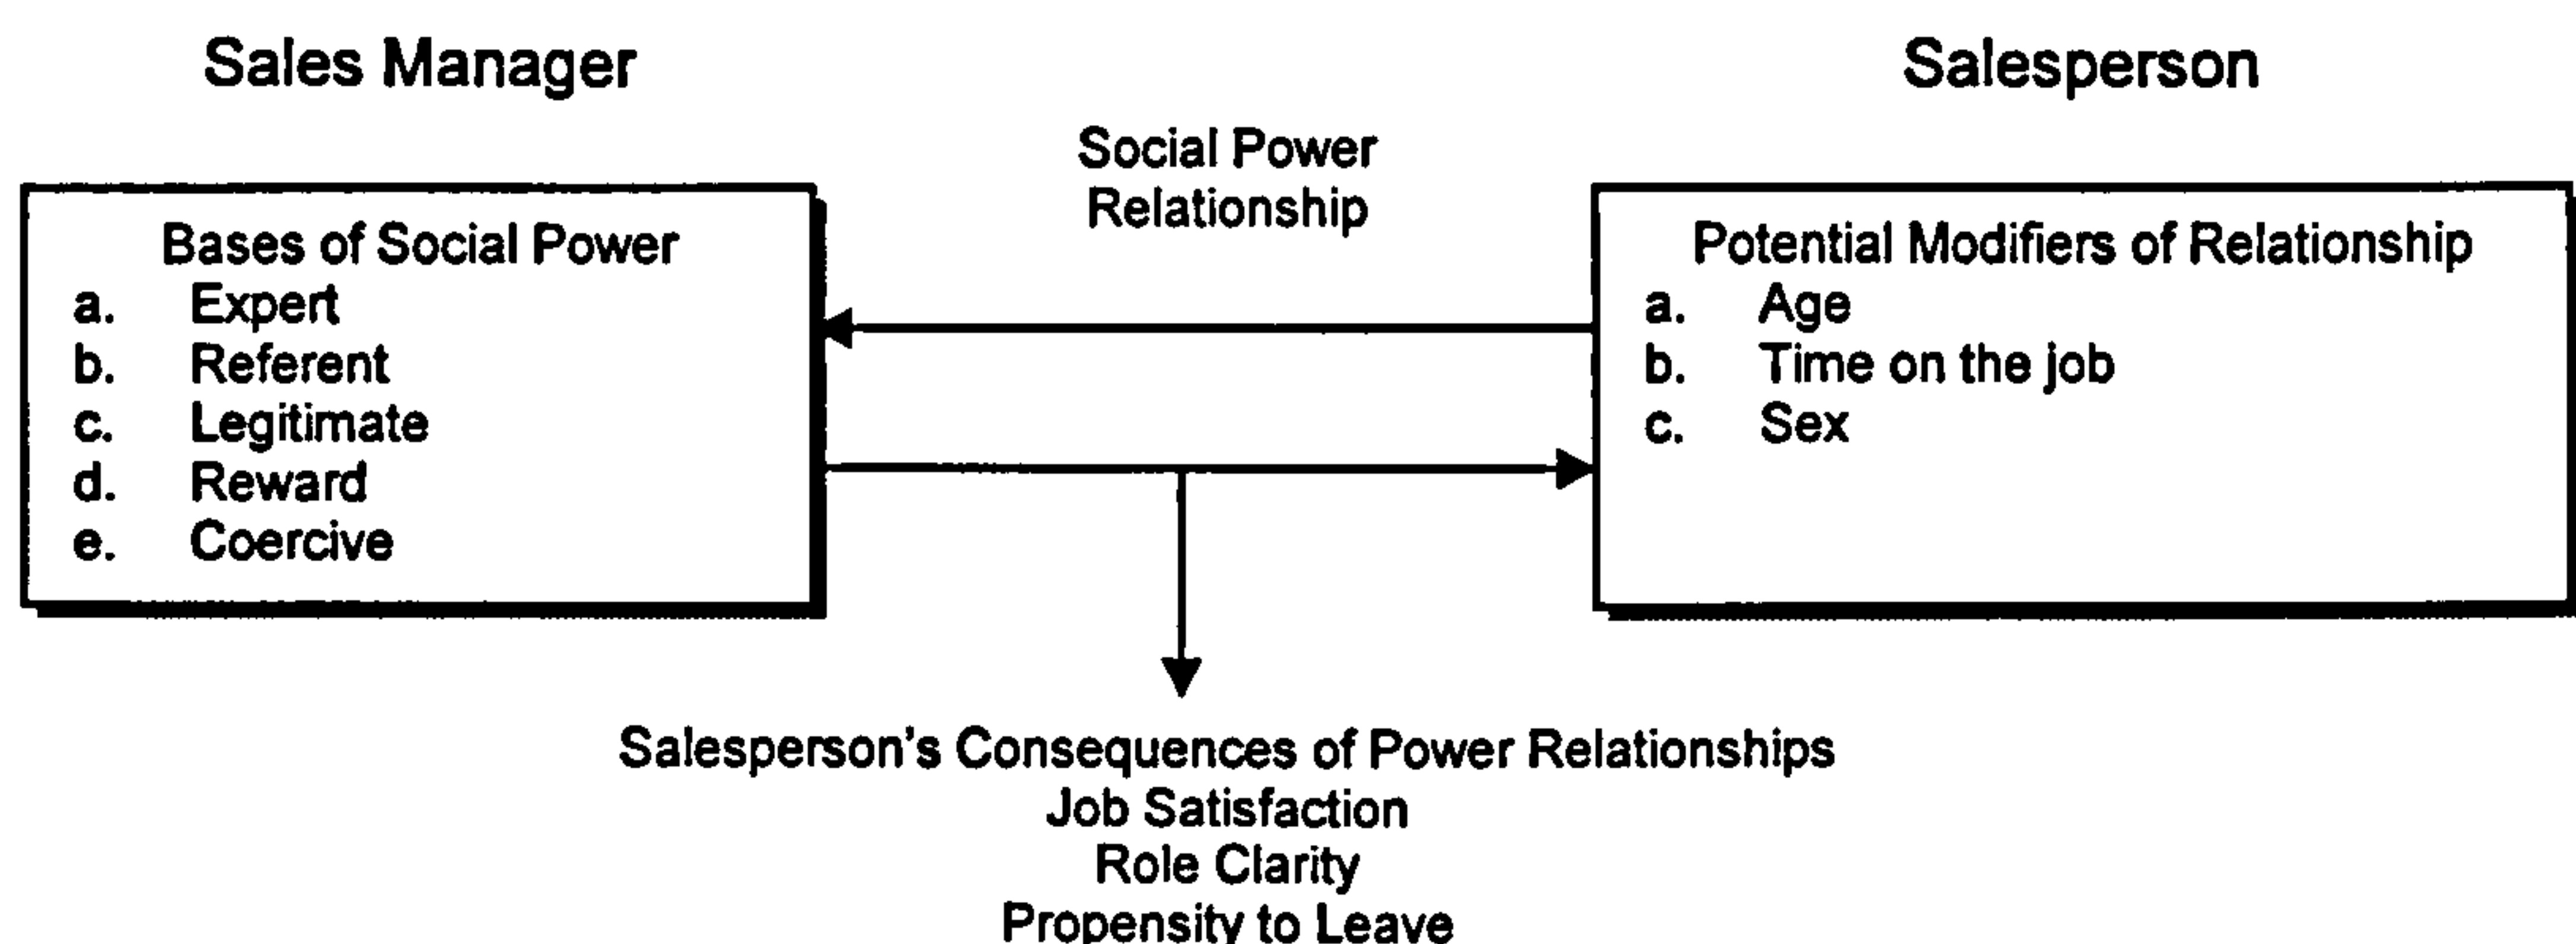 Sales Manager
Salesperson
Social Power
Relationship
Bases of Social Power
a. Expert
b. Referent
c. Legitimate
d. Reward
e. Coercive
Potential Modifiers of Relationship
a. Age
b. Time on the job
c. Sex
Salesperson's Consequences of Power Relationships
Job Satisfaction
Role Clarity
Propensity to Leave